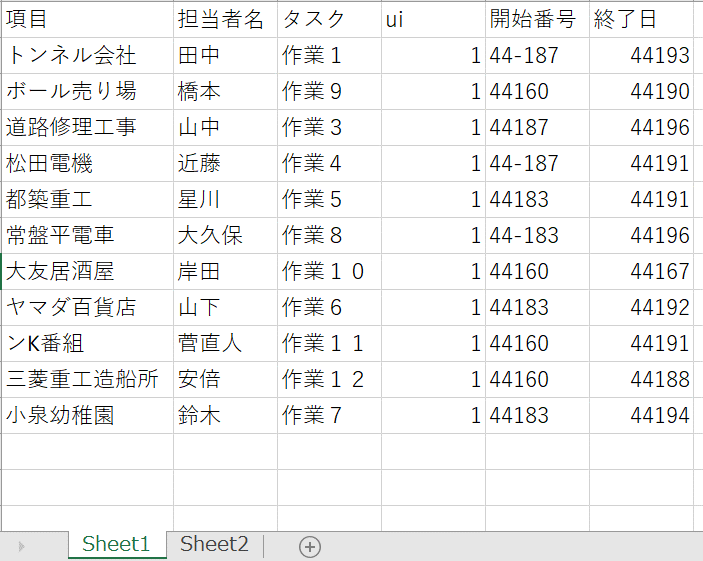 項目 担当者名 タスク ui 開始番号 終了日
トンネル会社 田中 作業１ 1 44-187 44193
ボール売り場 橋本 作業９ 1 44160 44190
道路修理工事 山中 作業３ 1 44187 44196
松田電機 近藤 作業４ 1 44-187 44191
都築重工 星川 作業５ 1 44183 44191
常盤平電車 大久保 作業８ 1 44-183 44196
大友居酒屋 岸田 作業１０ 1 44160 44167
ヤマダ百貨店 山下 作業６ 1 44183 44192
ンK番組 菅直人 作業１１ 1 44160 44191
三菱重工造船所 安倍 作業１２ 1 44160 44188
小泉幼稚園 鈴木 作業７ 1 44183 44194
Sheet1 Sheet2